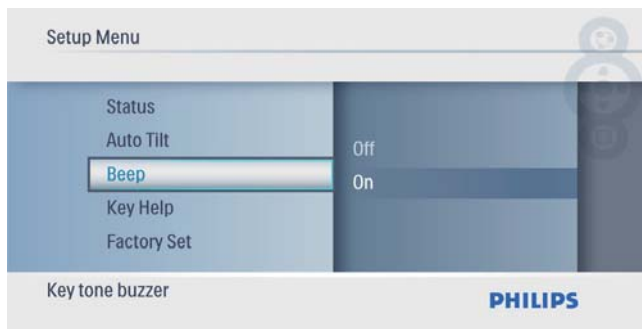 Setup Menu
Status
Auto Tilt
Beep
Key Help
Factory Set
Off
On
Key tone buzzer
PHILIPS